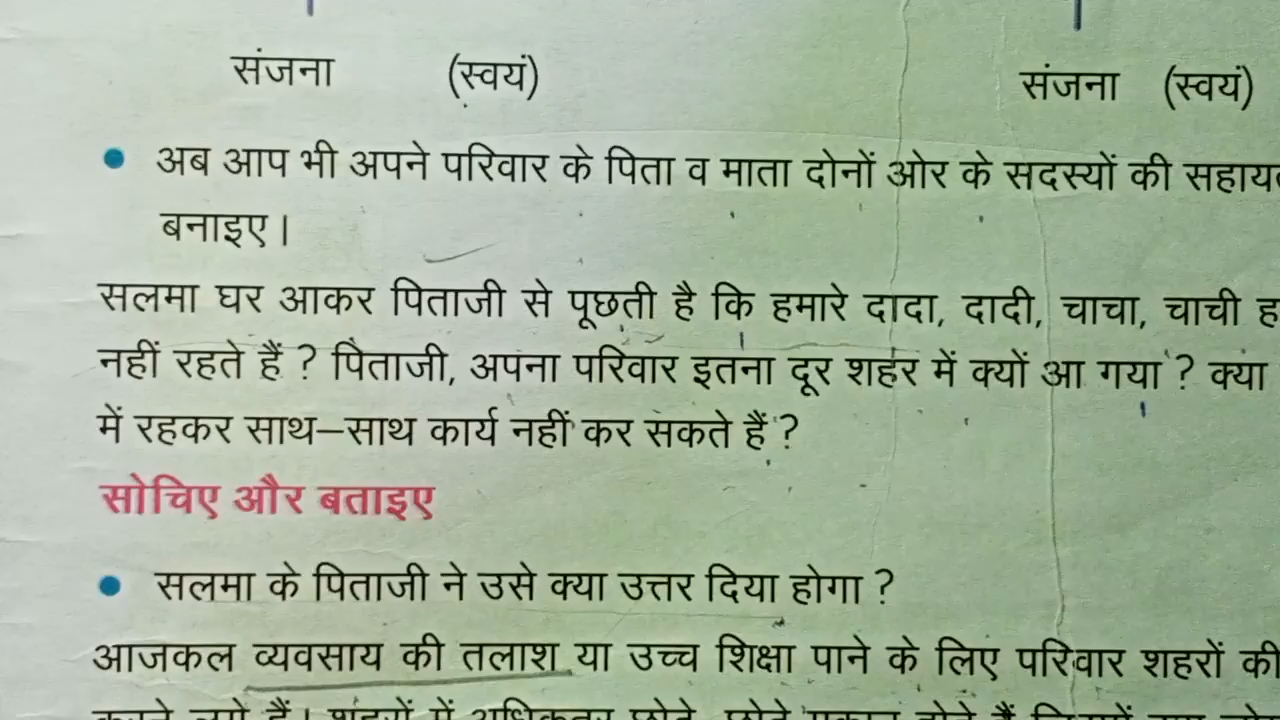 संजना (स्वयं) संजना (स्वयं)
• अब आप भी अपने परिवार के पिता व माता दोनों ओर के सदस्यों की
बनाइए।
सलमा घर आकर पिताजी से पूछती है कि हमारे दादा, दादी, चाचा, चाची
नहीं रहते हैं ? पिताजी, अपना परिवार इतना दूर शहर में क्यों आ गया ? क्या
में रहकर साथ–साथ कार्य नहीं कर सकते हैं ?
सोचिए और बताइए
• सलमा के पिताजी ने उसे क्या उत्तर दिया होगा ?
आजकल व्यवसाय की तलाश या उच्च शिक्षा पाने के लिए परिवार शहरों की